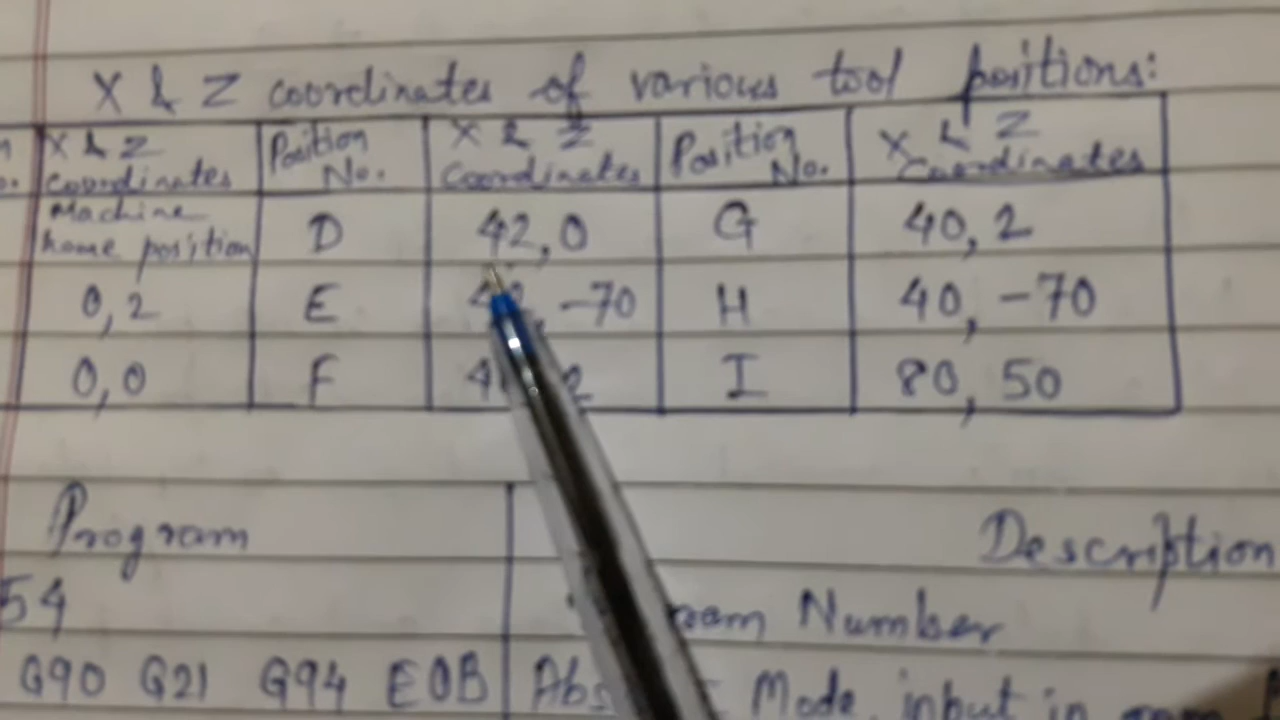 X & Z coordinates of various tool positions:
X & Z coordinates Position No. X & Z Coordinates Position No. X & Z Coordinates
Machine home position D 42,0 G 40,2
0,2 E -70 H 40,-70
0,0 F I 80,50
Program Description
54 Number
G90 G21 G94 EOB Mode, input in